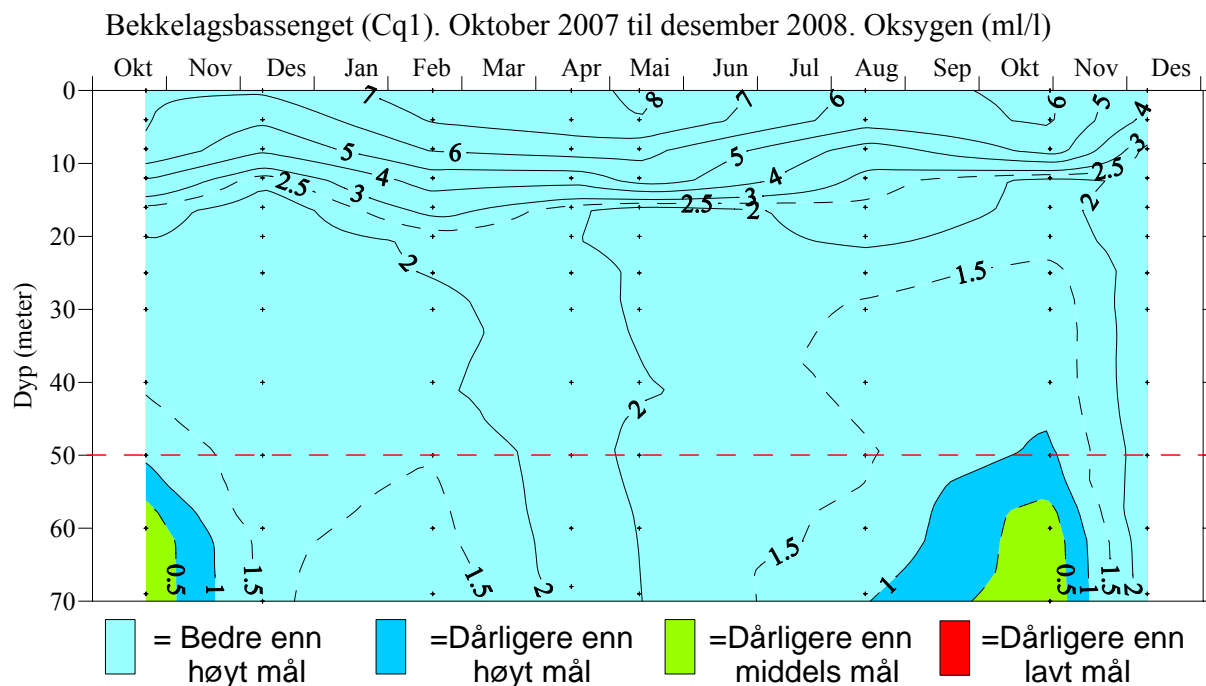 Bekkelagsbassenget (Cq1). Oktober 2007 til desember 2008. Oksygen (ml/l)
Okt Nov Des Jan Feb Mar Apr Mai Jun Jul Aug Sep Okt Nov Des
0
10
20
30
40
50
60
70
Dyp (meter)
7 8 7 6 6 5 4
5 6 5 4 3
2.5 3 4 3 2.5 2 2.5
2 2
2 1.5
2
1.5
0.5 1 1.5 1.5 2 1 0.5 1 1.5 2
= Bedre enn høyt mål
=Dårligere enn høyt mål
=Dårligere enn middels mål
=Dårligere enn lavt mål